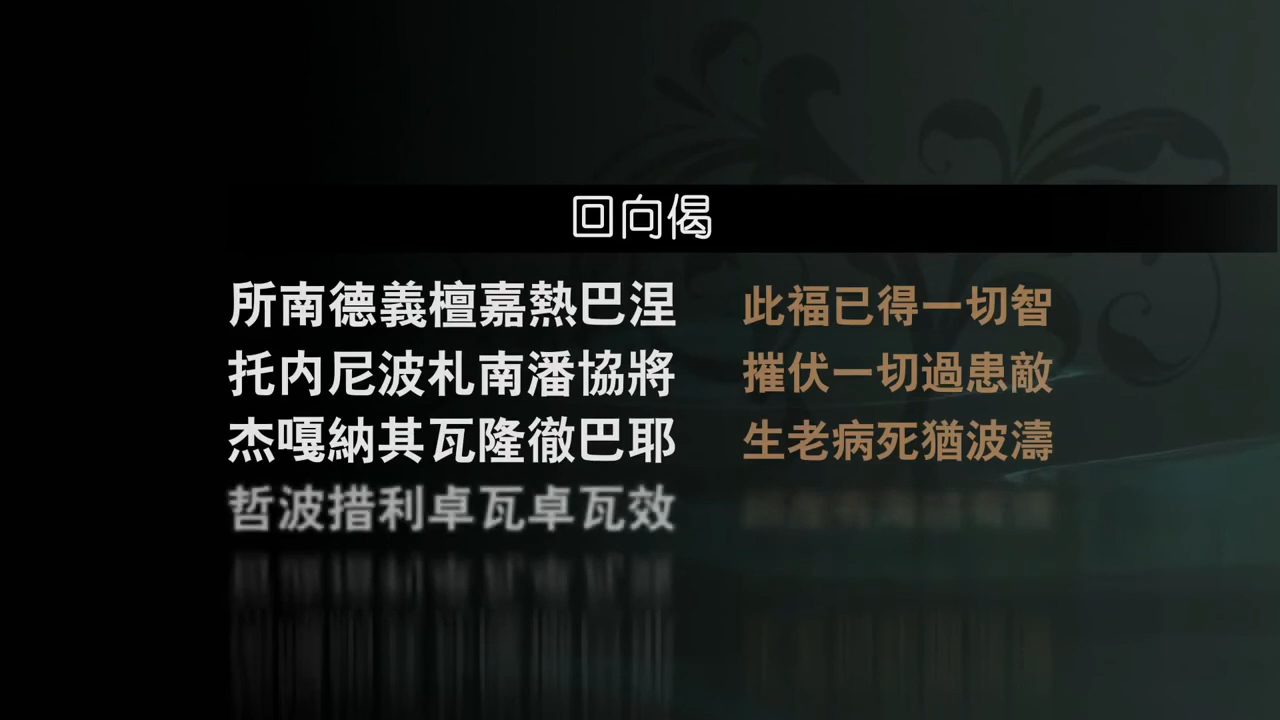 回向偈
所南德義檀嘉熱巴涅
此福已得一切智
托内尼波札南潘協將
摧伏一切過患敵
杰嘎納其瓦隆徹巴耶
生老病死猶波濤
哲波措利卓瓦卓瓦效